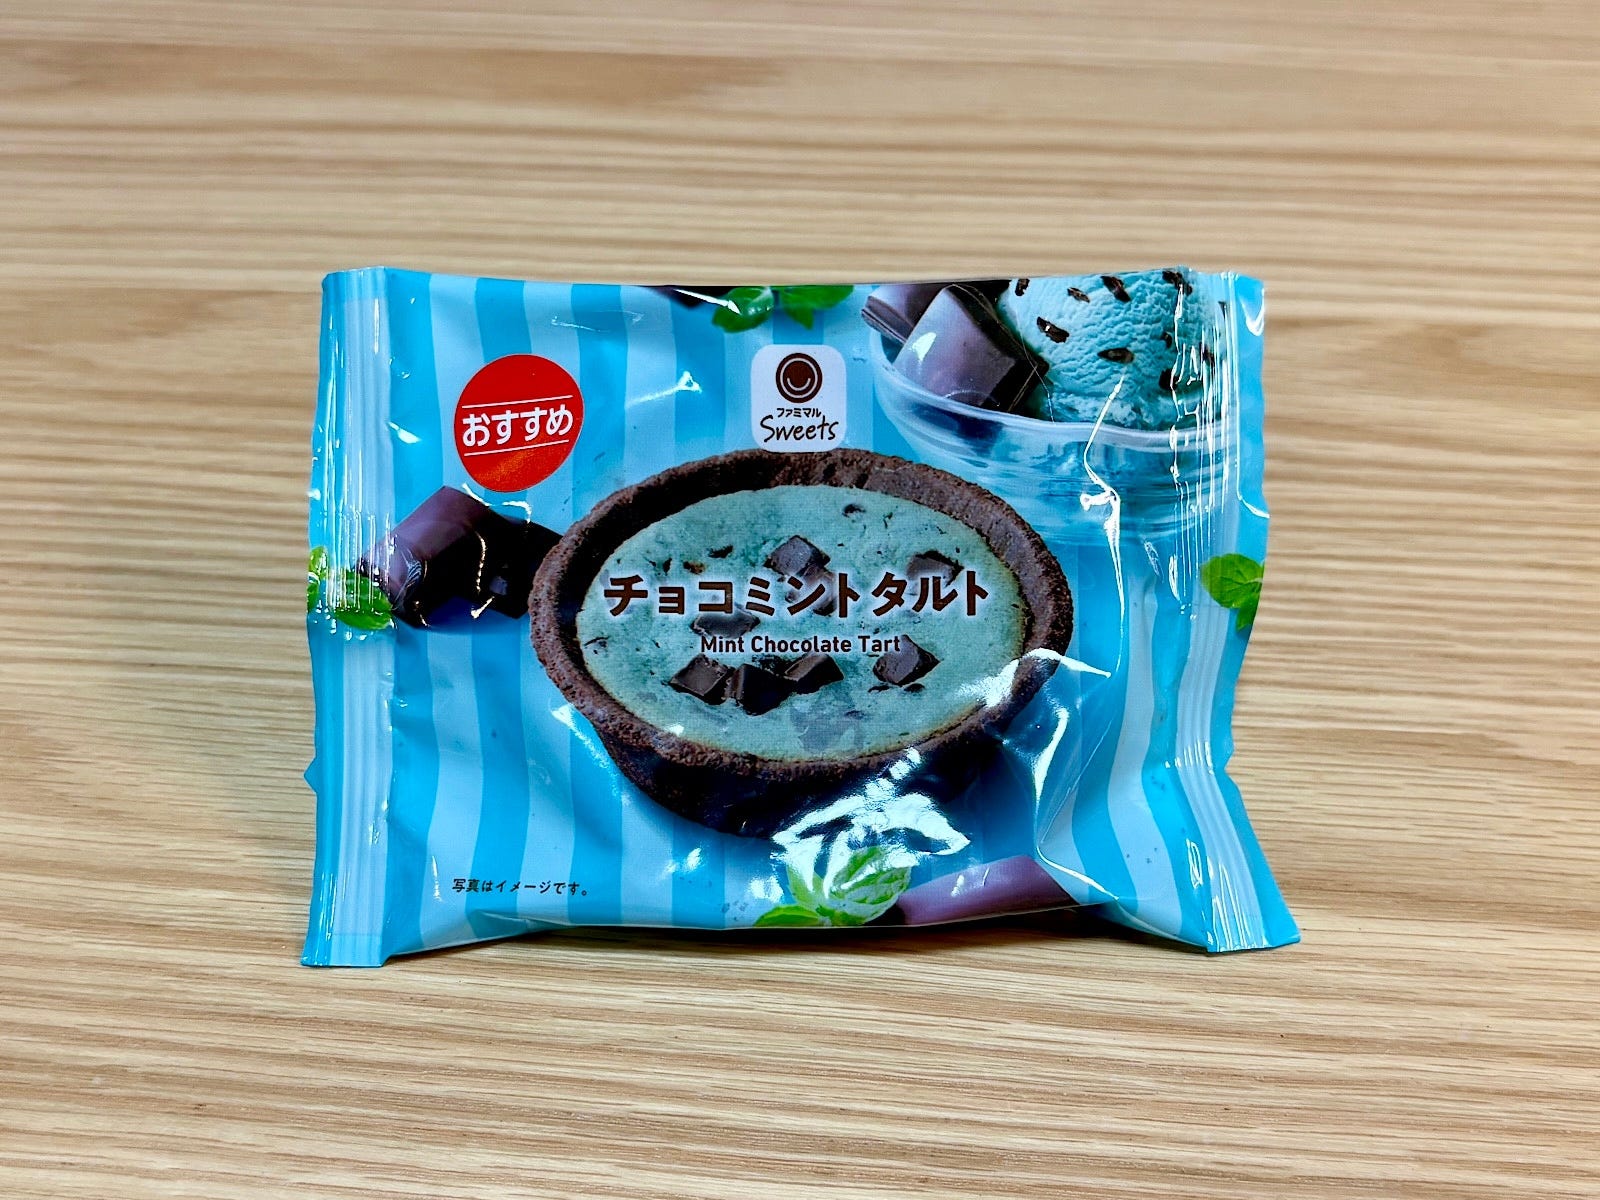 おすすめ
ファミマル
Sweets
チョコミントタルト
Mint Chocolate Tart
写真はイメージです。